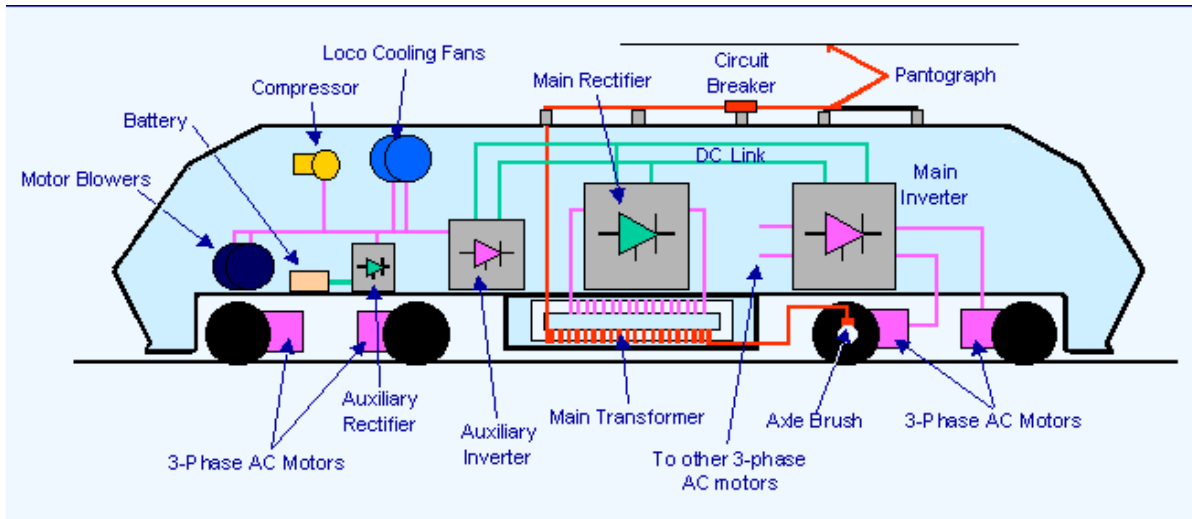 Loco Cooling Fans
Compressor
Battery
Motor Blowers
Main Rectifier
Circuit
Breaker
Pantograph
DC Link
Main
Inverter
3-Phase AC Motors
Auxiliary
Rectifier
Auxiliary
Inverter
Main Transformer
To other 3-phase
AC motors
Axle Brush
3-Phase AC Motors